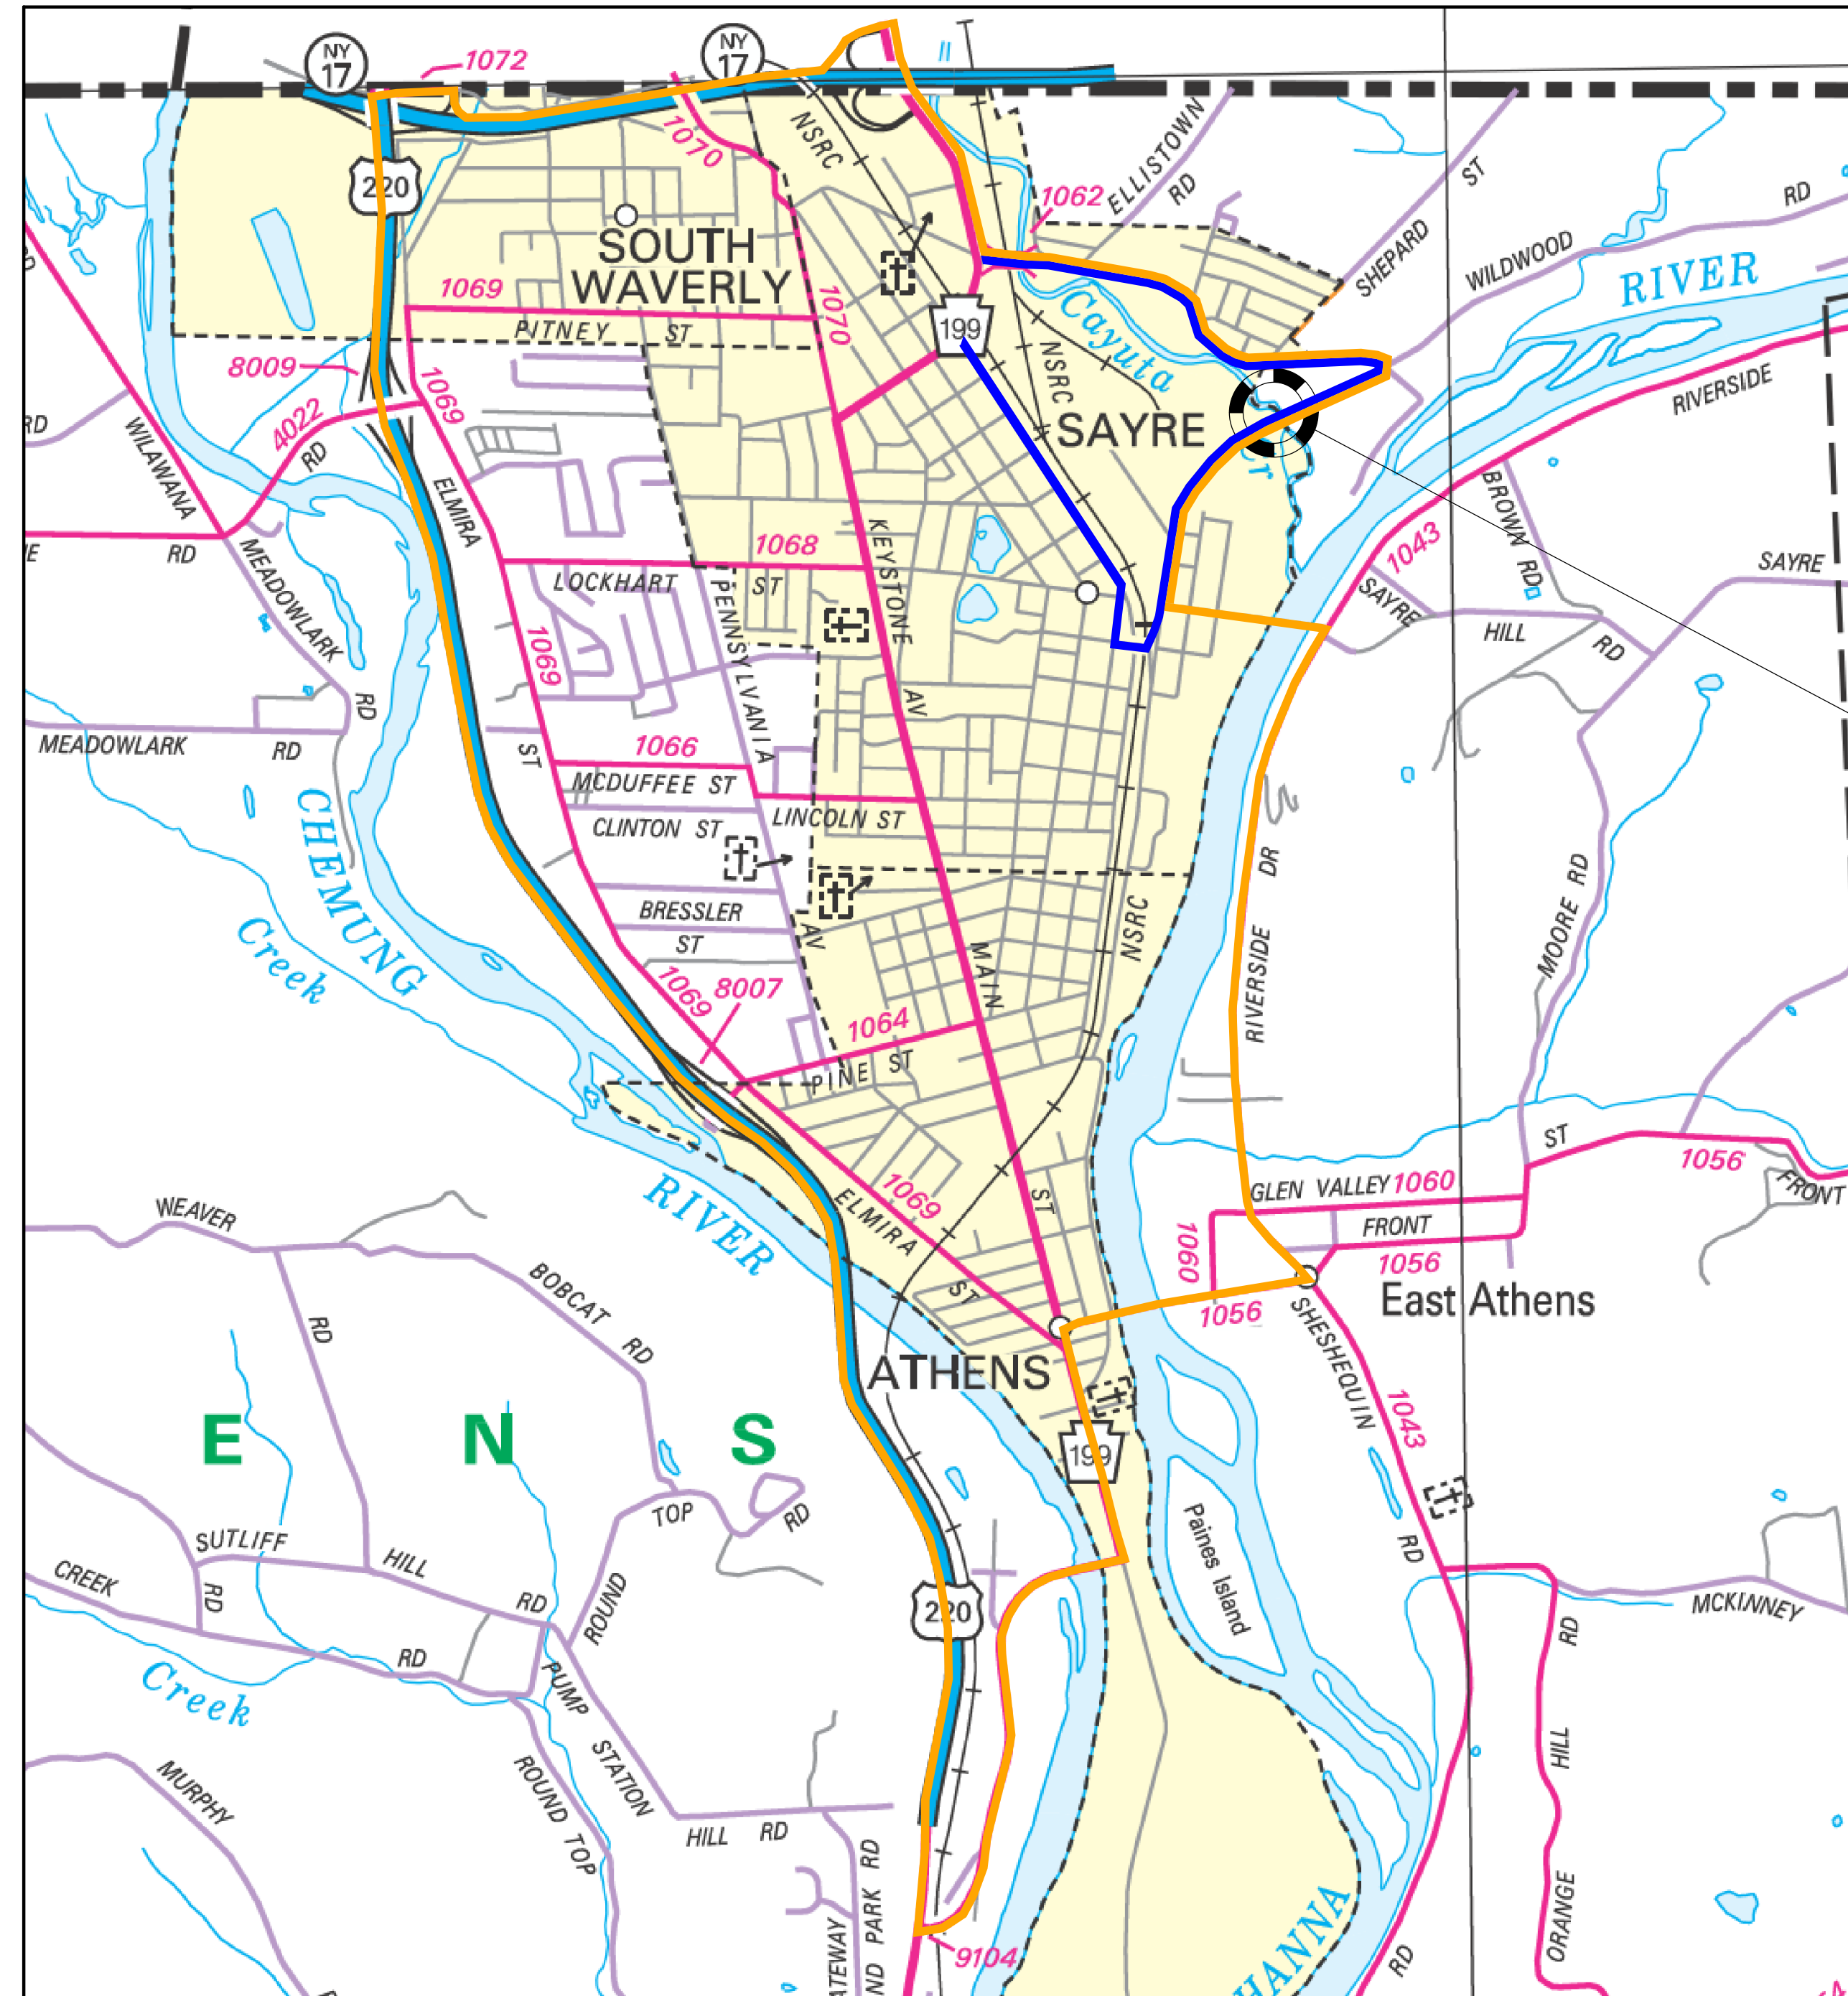 NY
17
1072
NY
17
II
NSRC
1070
ELLISTOWN
RD
1062
ST
RD
220
SOUTH
WAVERLY
SHEPARD
WILDWOOD
RIVER
1069
1070
199
Cayuta
Cr
PITNEY ST
8009
NSRC
RIVERSIDE
1069
4022
RD
WILAWANA
RD
SAYRE
ELMIRA
BROWN RD
1043
MEADOWLARK
RD
KEYSTONE
AV
1068
LOCKHART ST
PENNSYLVANIA
AV
SAYRE
SAYRE
HILL
RD
1069
ST
MEADOWLARK RD
1066
MCDUFFEE ST
CLINTON ST
LINCOLN ST
CHEMUNG
RIVER
Creek
BRESSLER
ST
NSRC
RIVERSIDE DR
MOORE RD
MAIN
ST
1069
8007
1064
PINE ST
WEAVER
RD
BOBCAT
RD
ELMIRA
ST
1069
GLEN VALLEY 1060
FRONT
1060
1056
ST
1056
FRONT
1056
East Athens
SHESHEQUIN
RD
1043
ATHENS
199
E N S
TOP
RD
Paines Island
SUTLIFF
RD
HILL
RD
CREEK
RD
Creek
ROUND
220
MCKINNEY
RD
HILL
ORANGE
PUMP
STATION
HILL RD
MURPHY
ROUND TOP
9104
RD